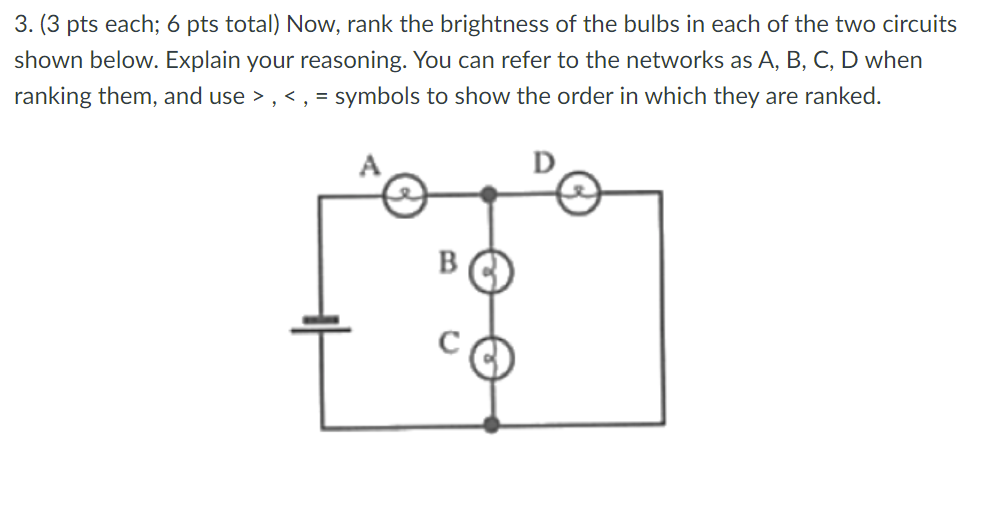 3. (3 pts each; 6 pts total) Now, rank the brightness of the bulbs in each of the two circuits
shown below. Explain your reasoning. You can refer to the networks as A, B, C, D when
ranking them, and use > , < , = symbols to show the order in which they are ranked.
A
D
B
C